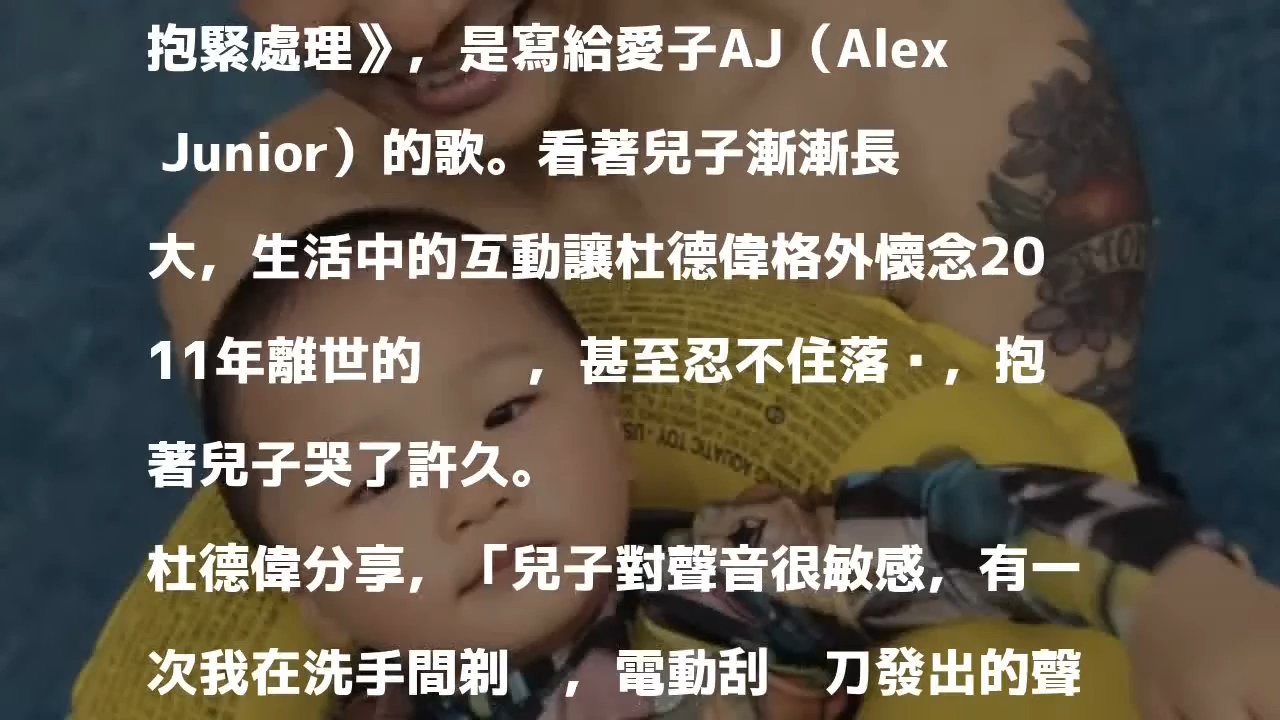 抱緊處理》，是寫給愛子AJ（Alex
Junior）的歌。看著兒子漸漸長
大，生活中的互動讓杜德偉格外懷念20
11年離世的　　，甚至忍不住落·，抱
著兒子哭了許久。
杜德偉分享，「兒子對聲音很敏感，有一
次我在洗手間剃　，電動刮　刀發出的聲
AQUATIC TOY · US